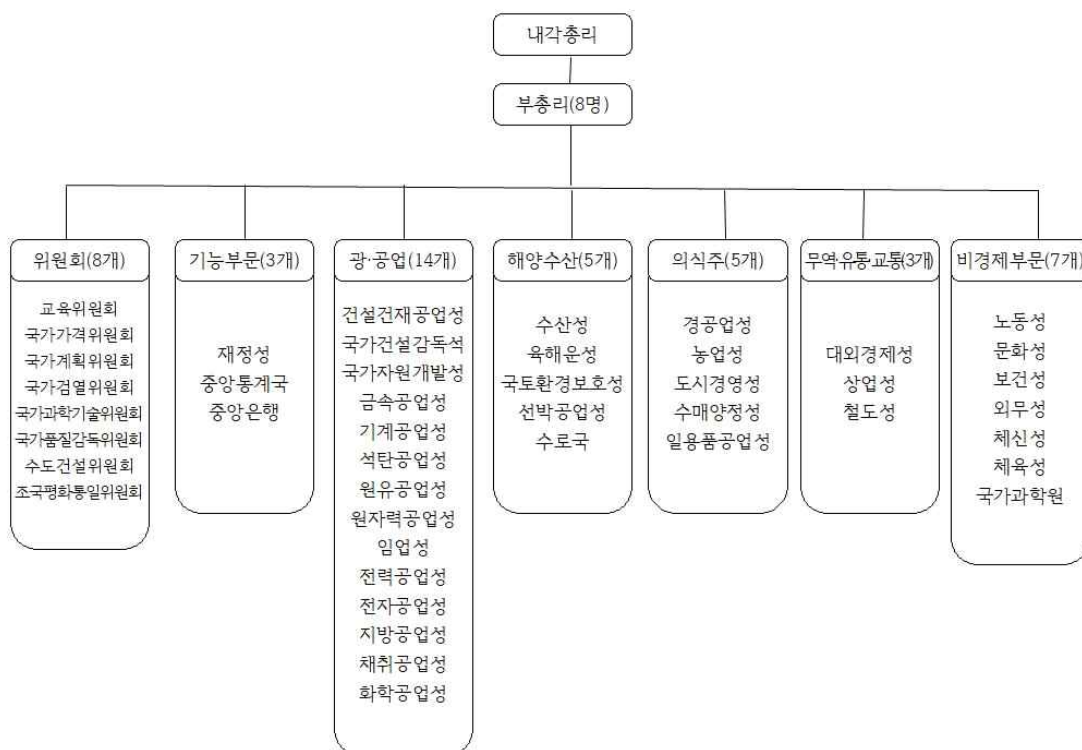 내각총리
부총리(8명)
위원회(8개)
교육위원회
국가가격위원회
국가계획위원회
국가검열위원회
국가과학기술위원회
국가품질감독위원회
수도건설위원회
조국평화통일위원회
기능부문(3개)
재정성
중앙통계국
중앙은행
광·공업(14개)
건설건재공업성
국가건설감독석
국가자원개발성
금속공업성
기계공업성
석탄공업성
원유공업성
원자력공업성
임업성
전력공업성
전자공업성
지방공업성
채취공업성
화학공업성
해양수산(5개)
수산성
육해운성
국토환경보호성
선박공업성
수로국
의식주(5개)
경공업성
농업성
도시경영성
수매양정성
일용품공업성
무역·유통·교통(3개)
대외경제성
상업성
철도성
비경제부문(7개)
노동성
문화성
보건성
외무성
체신성
체육성
국가과학원